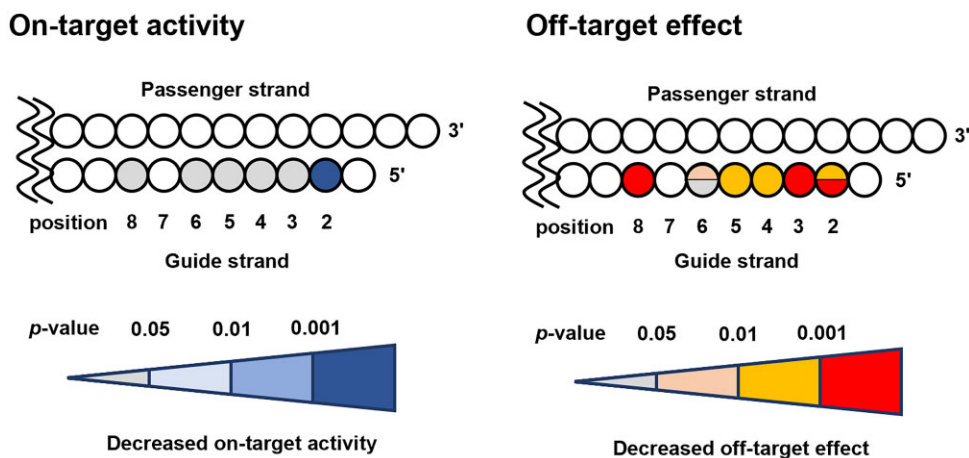 On-target activity
Passenger strand
3'
5'
position 8 7 6 5 4 3 2
Guide strand
p-value 0.05 0.01 0.001
Decreased on-target activity
Off-target effect
Passenger strand
3'
5'
position 8 7 6 5 4 3 2
Guide strand
p-value 0.05 0.01 0.001
Decreased off-target effect